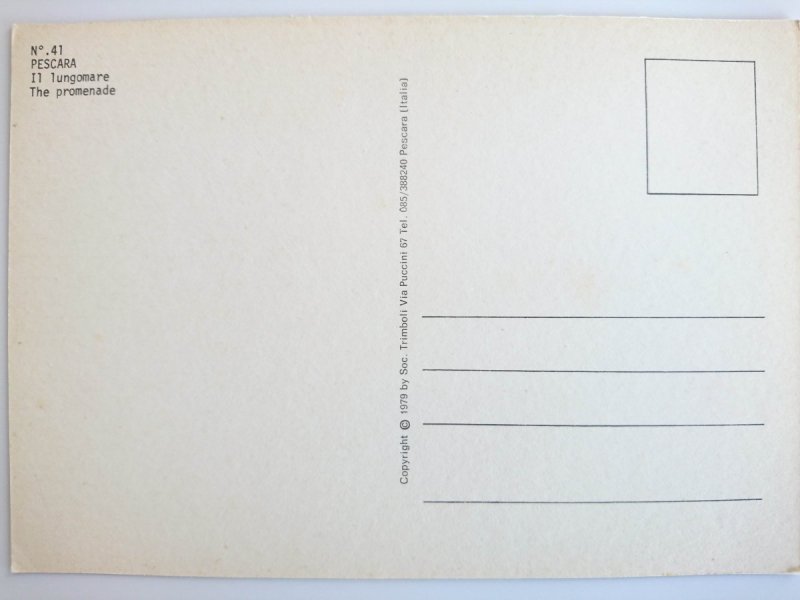 N°.41
PESCARA
Il lungomare
The promenade
Copyright © 1979 by Soc. Trimboli Via Puccini 67 Tel. 085/388240 Pescara (Italia)